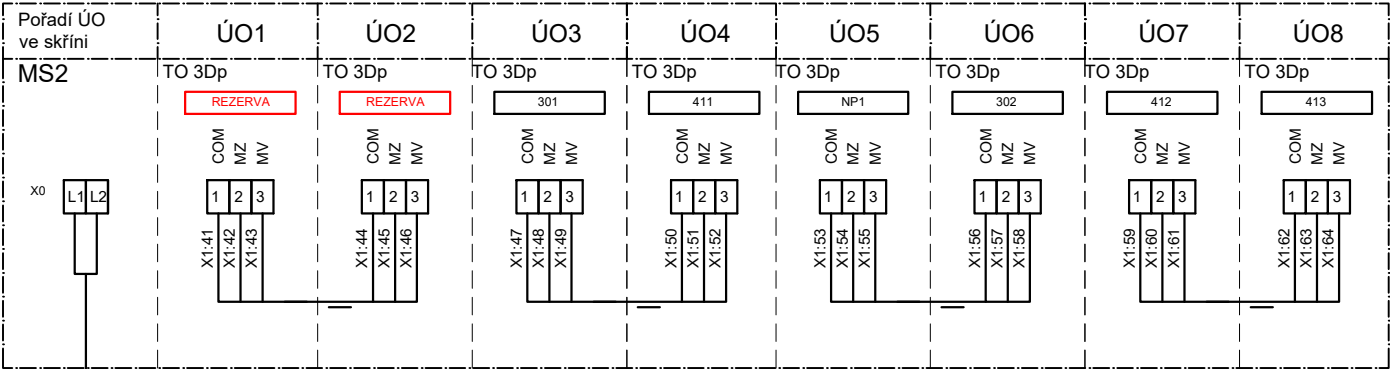 Pořadí ÚO
ve skříni
ÚO1 ÚO2 ÚO3 ÚO4 ÚO5 ÚO6 ÚO7 ÚO8
MS2 TO 3Dp TO 3Dp TO 3Dp TO 3Dp TO 3Dp TO 3Dp TO 3Dp TO 3Dp
REZERVA REZERVA 301 411 NP1 302 412 413
COM MZ MV COM MZ MV COM MZ MV COM MZ MV COM MZ MV COM MZ MV COM MZ MV COM MZ MV
X0 L1 L2 1 2 3 1 2 3 1 2 3 1 2 3 1 2 3 1 2 3 1 2 3 1 2 3
X1:41 X1:42 X1:43 X1:44 X1:45 X1:46 X1:47 X1:48 X1:49 X1:50 X1:51 X1:52 X1:53 X1:54 X1:55 X1:56 X1:57 X1:58 X1:59 X1:60 X1:61 X1:62 X1:63 X1:64